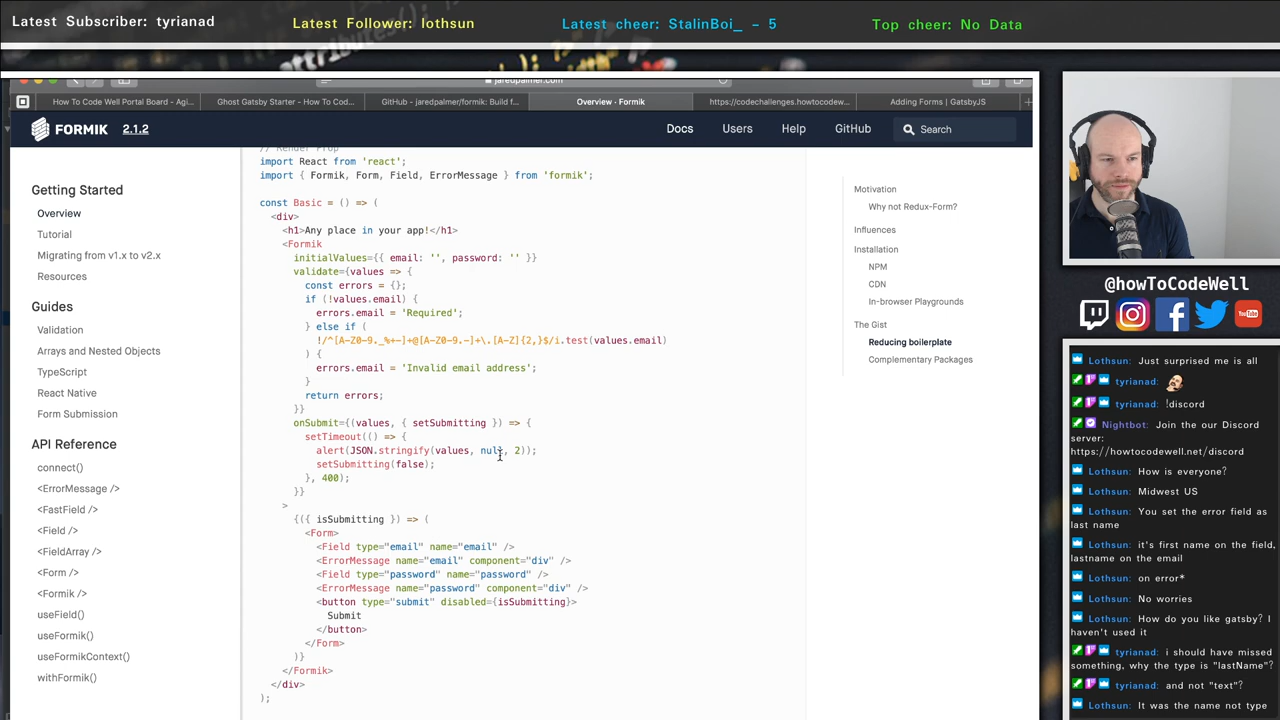 Latest Subscriber: tyrianad
Latest Follower: lothsun
Latest cheer: StalinBoi_ - 5
Top cheer: No Data
jaredpalmer.com
How To Code Well Portal Board - Agi...
Ghost Gatsby Starter - How To Cod...
GitHub - jaredpalmer/formik: Build f...
Overview · Formik
https://codechallenges.howtocodew...
Adding Forms | GatsbyJS
FORMIK 2.1.2
Docs
Users
Help
GitHub
Search
Getting Started
Overview
Tutorial
Migrating from v1.x to v2.x
Resources
Guides
Validation
Arrays and Nested Objects
TypeScript
React Native
Form Submission
API Reference
connect()
<ErrorMessage />
<FastField />
<Field />
<FieldArray />
<Form />
<Formik />
useField()
useFormik()
useFormikContext()
withFormik()
// Render Prop
import React from 'react';
import { Formik, Form, Field, ErrorMessage } from 'formik';
const Basic = () => (
<div>
<h1>Any place in your app!</h1>
<Formik
initialValues={{ email: '', password: '' }}
validate={values => {
const errors = {};
if (!values.email) {
errors.email = 'Required';
} else if (
!/^[A-Z0-9._%+-]+@[A-Z0-9.-]+\.[A-Z]{2,}$/i.test(values.email)
) {
errors.email = 'Invalid email address';
}
return errors;
}}
onSubmit={(values, { setSubmitting }) => {
setTimeout(() => {
alert(JSON.stringify(values, null, 2));
setSubmitting(false);
}, 400);
}}
>
{({ isSubmitting }) => (
<Form>
<Field type="email" name="email" />
<ErrorMessage name="email" component="div" />
<Field type="password" name="password" />
<ErrorMessage name="password" component="div" />
<button type="submit" disabled={isSubmitting}>
Submit
</button>
</Form>
)}
</Formik>
</div>
);
Motivation
Why not Redux-Form?
Influences
Installation
NPM
CDN
In-browser Playgrounds
The Gist
Reducing boilerplate
Complementary Packages
@howToCodeWell
You Tube
Lothsun: Just surprised me is all
tyrianad:
tyrianad: !discord
Nightbot: Join the our Discord
server:
https://howtocodewell.net/discord
Lothsun: How is everyone?
Lothsun: Midwest US
Lothsun: You set the error field as
last name
Lothsun: it's first name on the field,
lastname on the email
Lothsun: on error*
Lothsun: No worries
Lothsun: How do you like gatsby? I
haven't used it
tyrianad: i should have missed
something, why the type is "lastName"?
tyrianad: and not "text"?
Lothsun: It was the name not type